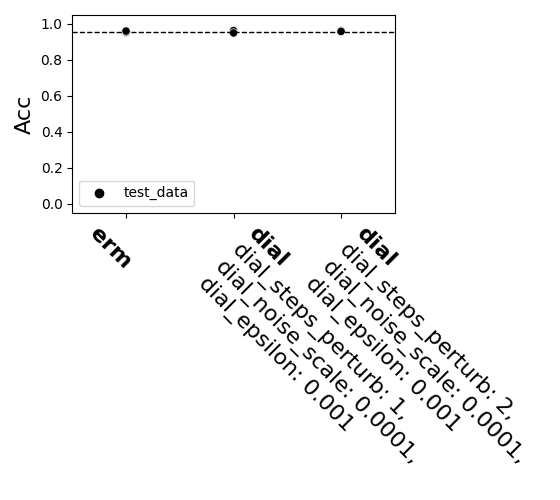 1.0
0.8
0.6
0.4
0.2
0.0
Acc
test_data
erm
dial
dial_steps_perturb: 1,
dial_noise_scale: 0.0001,
dial_epsilon: 0.001
dial
dial_steps_perturb: 2,
dial_noise_scale: 0.0001,
dial_epsilon: 0.001